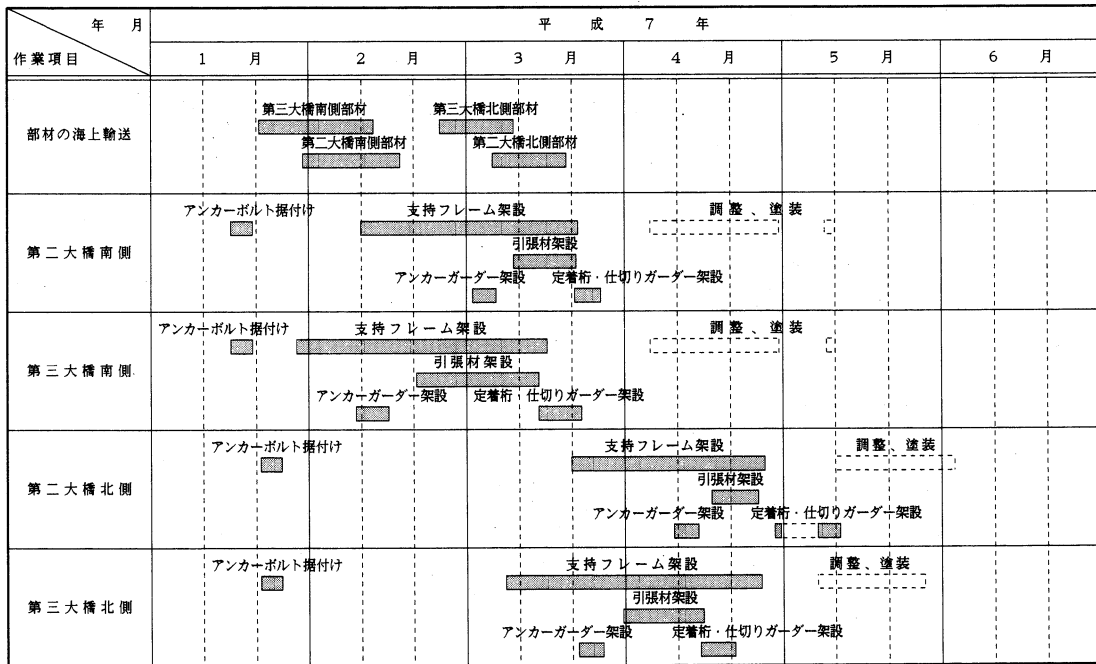 年 月
平 成 7 年
作業項目
1 月
2 月
3 月
4 月
5 月
6 月
部材の海上輸送
第三大橋南側部材
第三大橋北側部材
第二大橋南側部材
第二大橋北側部材
第二大橋南側
アンカーボルト据付け
支持フレーム架設
調整、塗装
引張材架設
アンカーガーダー架設
定着桁・仕切りガーダー架設
第三大橋南側
アンカーボルト据付け
支持フレーム架設
調整、塗装
引張材架設
アンカーガーダー架設
定着桁・仕切りガーダー架設
第二大橋北側
アンカーボルト据付け
支持フレーム架設
調整、塗装
引張材架設
アンカーガーダー架設
定着桁・仕切りガーダー架設
第三大橋北側
アンカーボルト据付け
支持フレーム架設
調整、塗装
引張材架設
アンカーガーダー架設
定着桁・仕切りガーダー架設